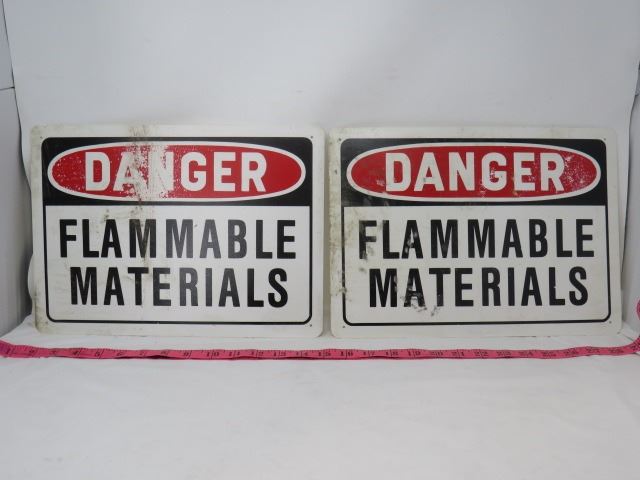 DANGER
FLAMMABLE
MATERIALS
DANGER
FLAMMABLE
MATERIALS